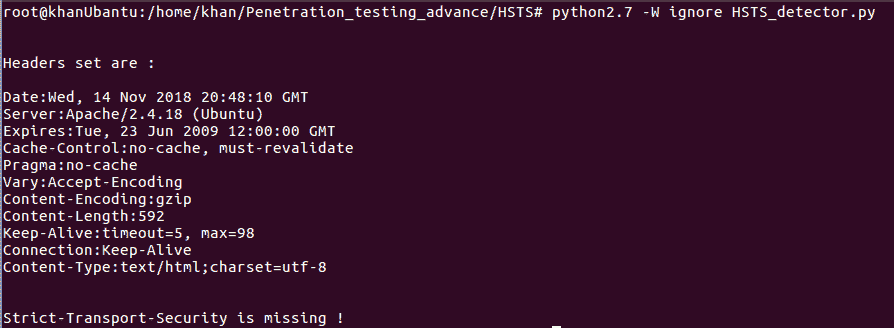 root@khanUbuntu:/home/khan/Penetration_testing_advance/HSTS# python2.7 -W ignore HSTS_detector.py
Headers set are :
Date:Wed, 14 Nov 2018 20:48:10 GMT
Server:Apache/2.4.18 (Ubuntu)
Expires:Tue, 23 Jun 2009 12:00:00 GMT
Cache-Control:no-cache, must-revalidate
Pragma:no-cache
Vary:Accept-Encoding
Content-Encoding:gzip
Content-Length:592
Keep-Alive:timeout=5, max=98
Connection:Keep-Alive
Content-Type:text/html;charset=utf-8
Strict-Transport-Security is missing !